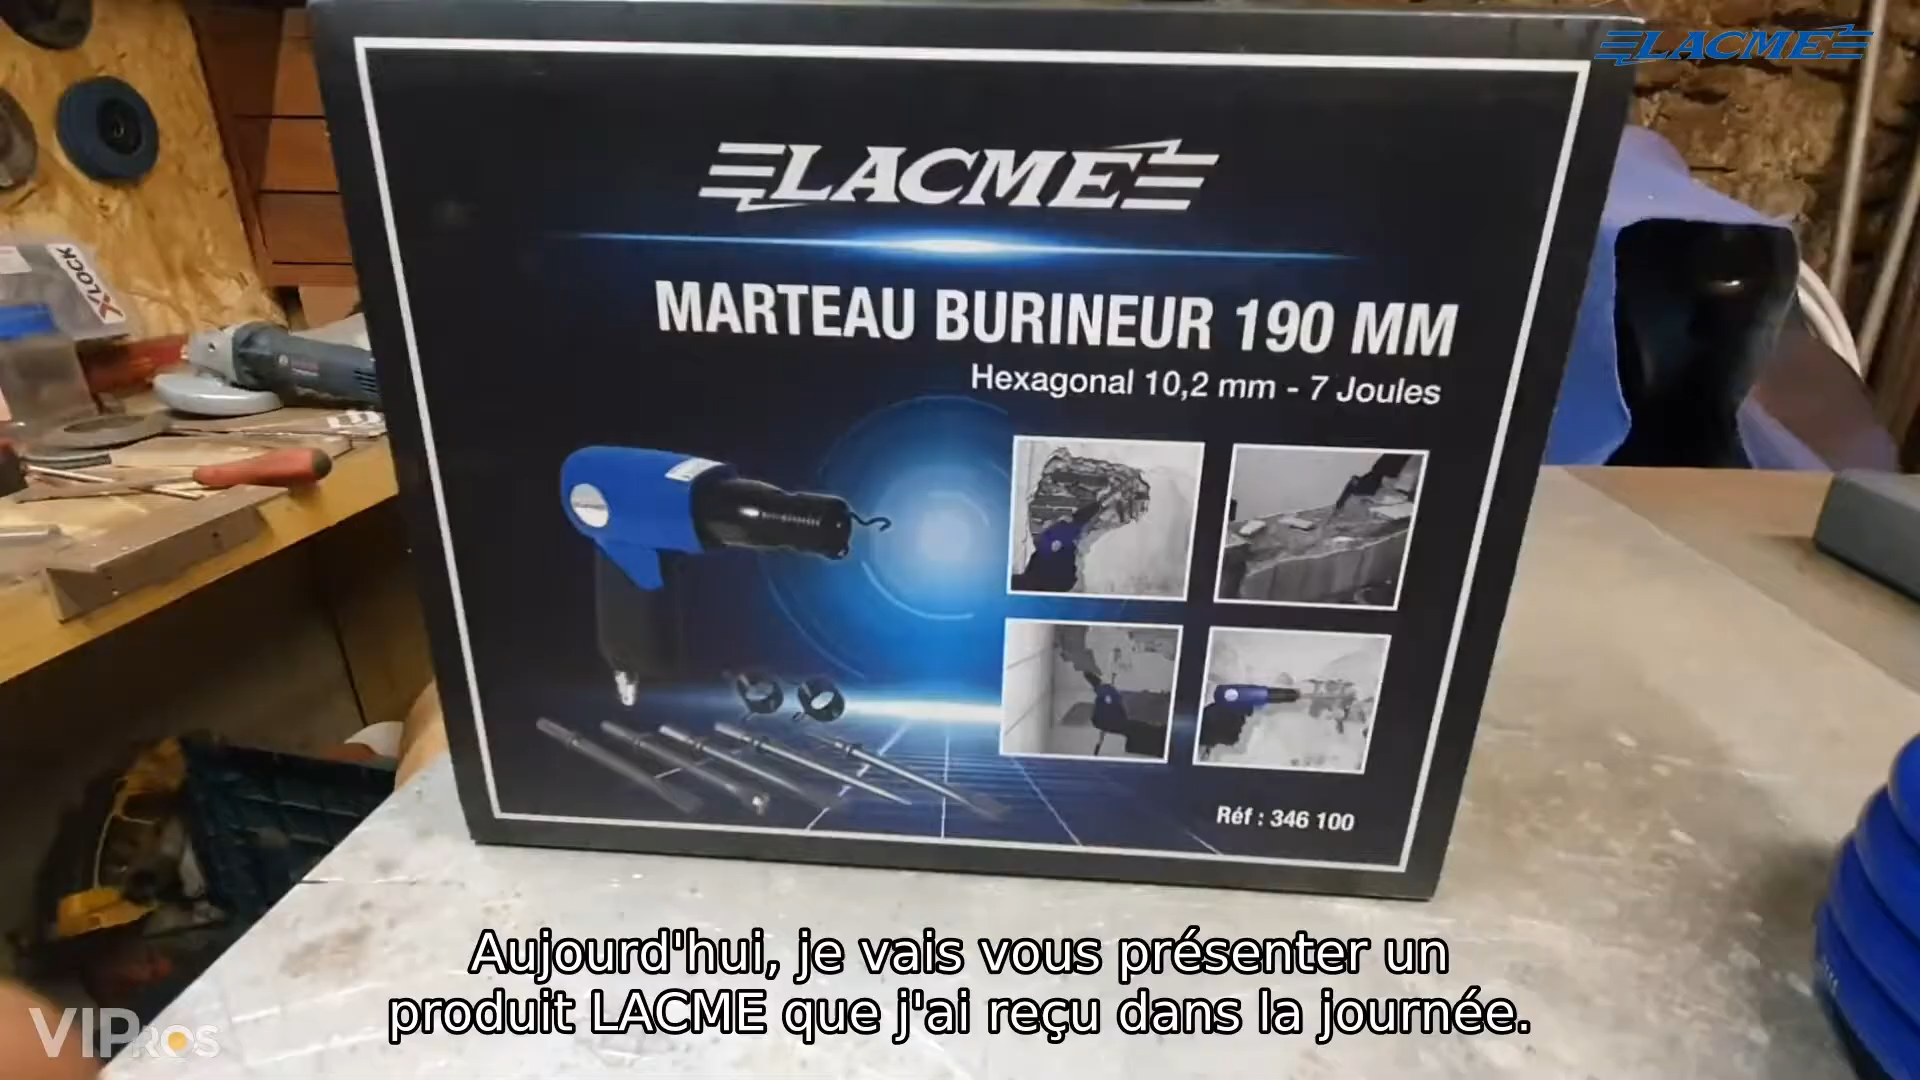 LACME
LACME
MARTEAU BURINEUR 190 MM
Hexagonal 10,2 mm - 7 Joules
XLOCK
Réf : 346 100
Aujourd'hui, je vais vous présenter un
produit LACME que j'ai reçu dans la journée.
VIPROS